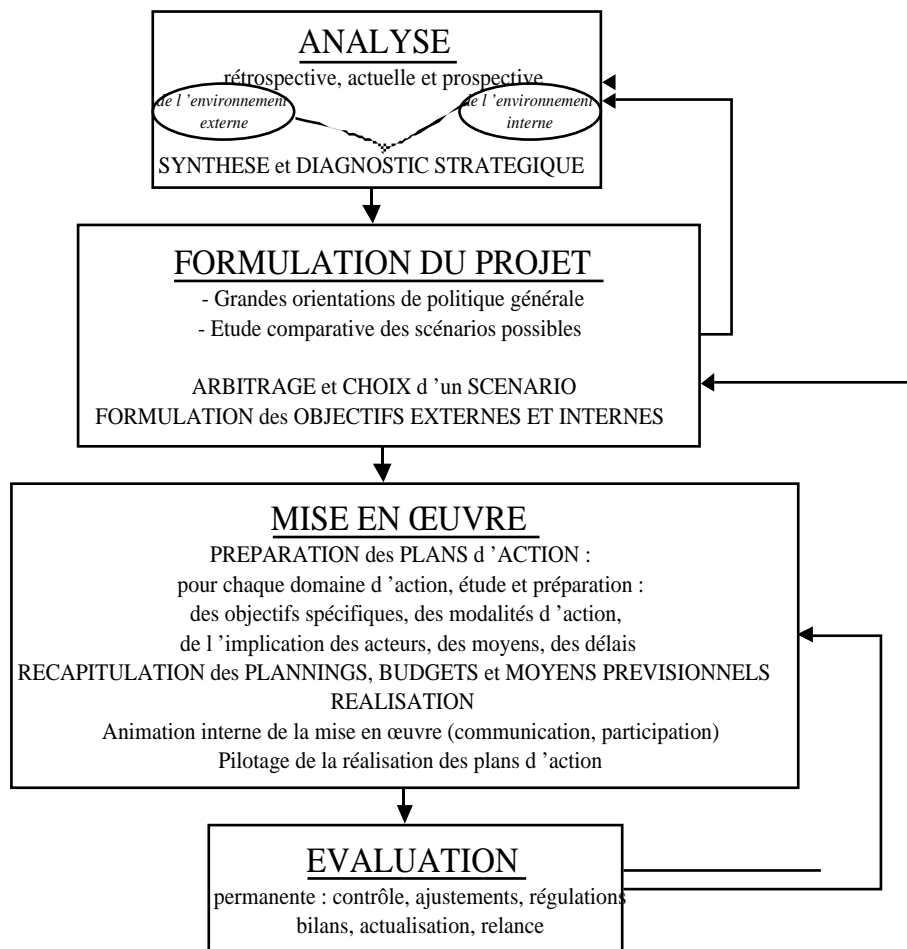 ANALYSE
rétrospective, actuelle et prospective
de l ’environnement
externe
de l ’environnement
interne
SYNTHESE et DIAGNOSTIC STRATEGIQUE
FORMULATION DU PROJET
- Grandes orientations de politique générale
- Etude comparative des scénarios possibles
ARBITRAGE et CHOIX d ’un SCENARIO
FORMULATION des OBJECTIFS EXTERNES ET INTERNES
MISE EN ŒUVRE
PREPARATION des PLANS d ’ACTION :
pour chaque domaine d ’action, étude et préparation :
des objectifs spécifiques, des modalités d ’action,
de l ’implication des acteurs, des moyens, des délais
RECAPITULATION des PLANNINGS, BUDGETS et MOYENS PREVISIONNELS
REALISATION
Animation interne de la mise en œuvre (communication, participation)
Pilotage de la réalisation des plans d ’action
EVALUATION
permanente : contrôle, ajustements, régulations
bilans, actualisation, relance